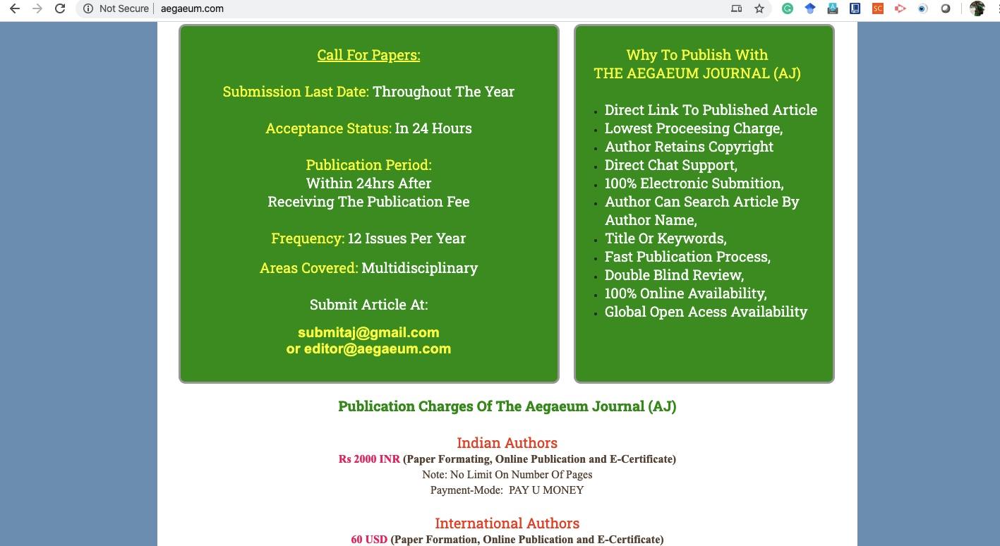 Not Secure | aegaeum.com
Call For Papers:
Submission Last Date: Throughout The Year
Acceptance Status: In 24 Hours
Publication Period:
Within 24hrs After
Receiving The Publication Fee
Frequency: 12 Issues Per Year
Areas Covered: Multidisciplinary
Submit Article At:
submitaj@gmail.com
or editor@aegaeum.com
Why To Publish With
THE AEGAEUM JOURNAL (AJ)
Direct Link To Published Article
Lowest Proceesing Charge,
Author Retains Copyright
Direct Chat Support,
100% Electronic Submition,
Author Can Search Article By
Author Name,
Title Or Keywords,
Fast Publication Process,
Double Blind Review,
100% Online Availability,
Global Open Acess Availability
Publication Charges Of The Aegaeum Journal (AJ)
Indian Authors
Rs 2000 INR (Paper Formating, Online Publication and E-Certificate)
Note: No Limit On Number Of Pages
Payment-Mode:  PAY U MONEY
International Authors
60 USD (Paper Formation, Online Publication and E-Certificate)